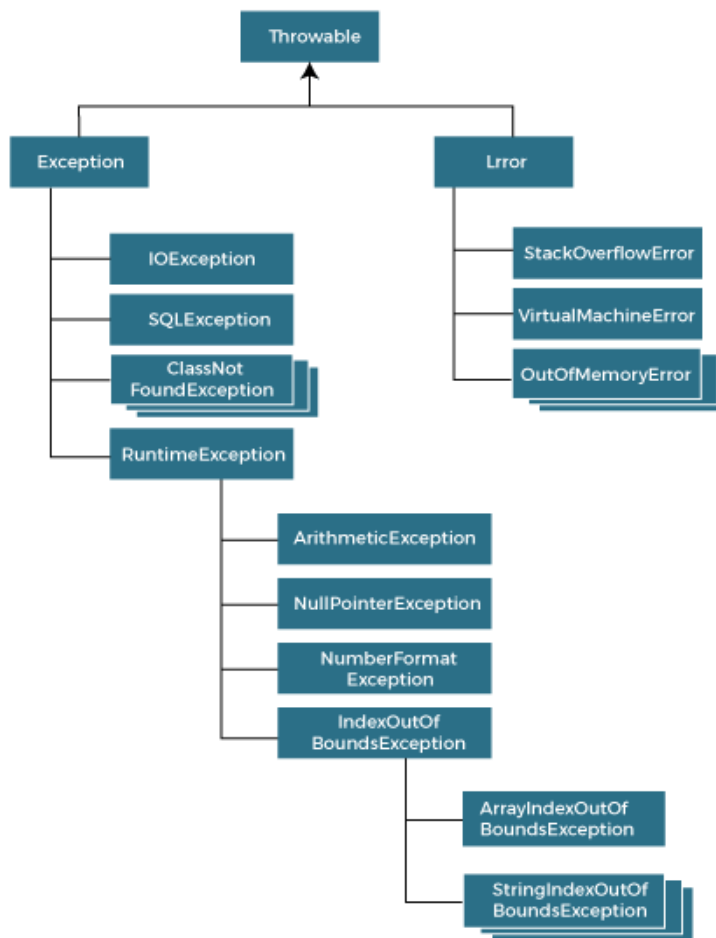 Throwable
Exception
Lrror
IOException
StackOverflowError
SQLException
VirtualMachineError
ClassNot
FoundException
OutOfMemoryError
RuntimeException
ArithmeticException
NullPointerException
NumberFormat
Exception
IndexOutOf
BoundsException
ArrayIndexOutOf
BoundsException
StringIndexOutOf
BoundsException